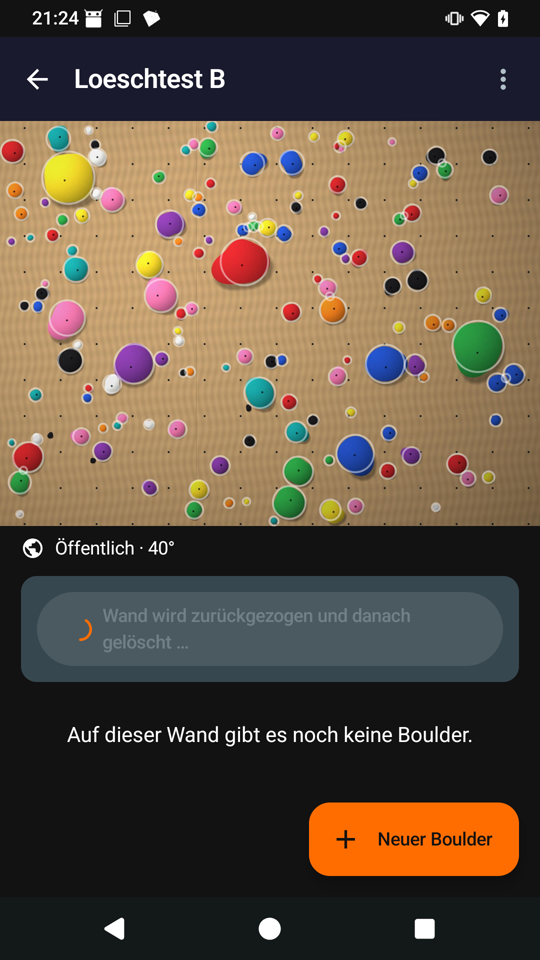 21:24
Loeschtest B
Öffentlich · 40°
Wand wird zurückgezogen und danach
gelöscht …
Auf dieser Wand gibt es noch keine Boulder.
Neuer Boulder